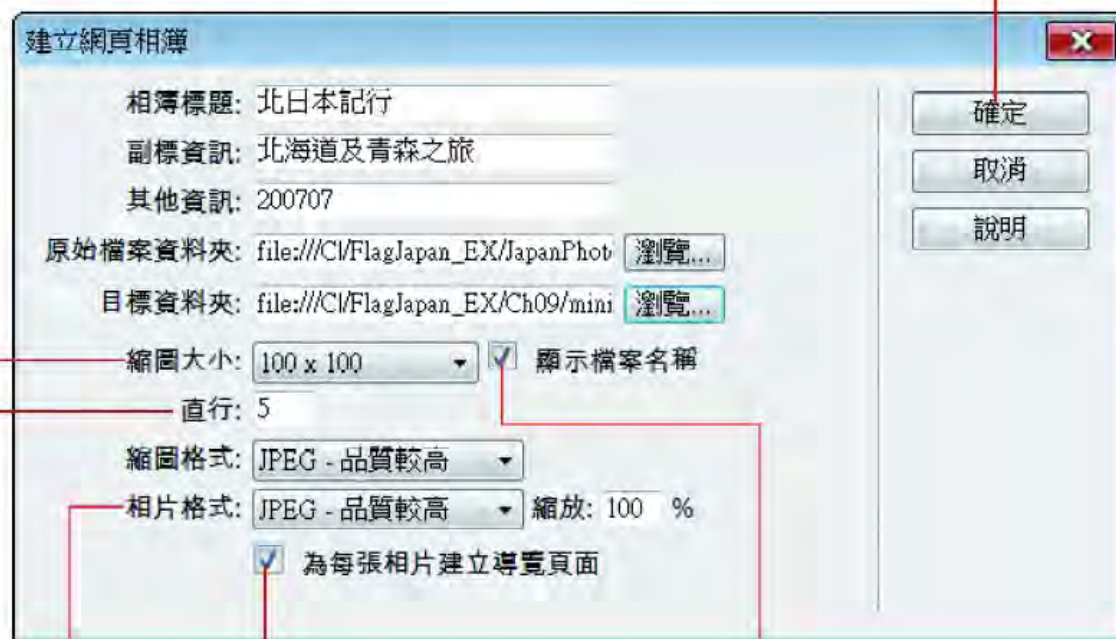 建立網頁相簿
相簿標題: 北日本記行
副標資訊: 北海道及青森之旅
其他資訊: 200707
原始檔案資料夾: file:///C|/FlagJapan_EX/JapanPhot 瀏覽...
目標資料夾: file:///C|/FlagJapan_EX/Ch09/mini 瀏覽...
縮圖大小: 100 x 100 顯示檔案名稱
直行: 5
縮圖格式: JPEG - 品質較高
相片格式: JPEG - 品質較高 縮放: 100 %
為每張相片建立導覽頁面
確定
取消
說明